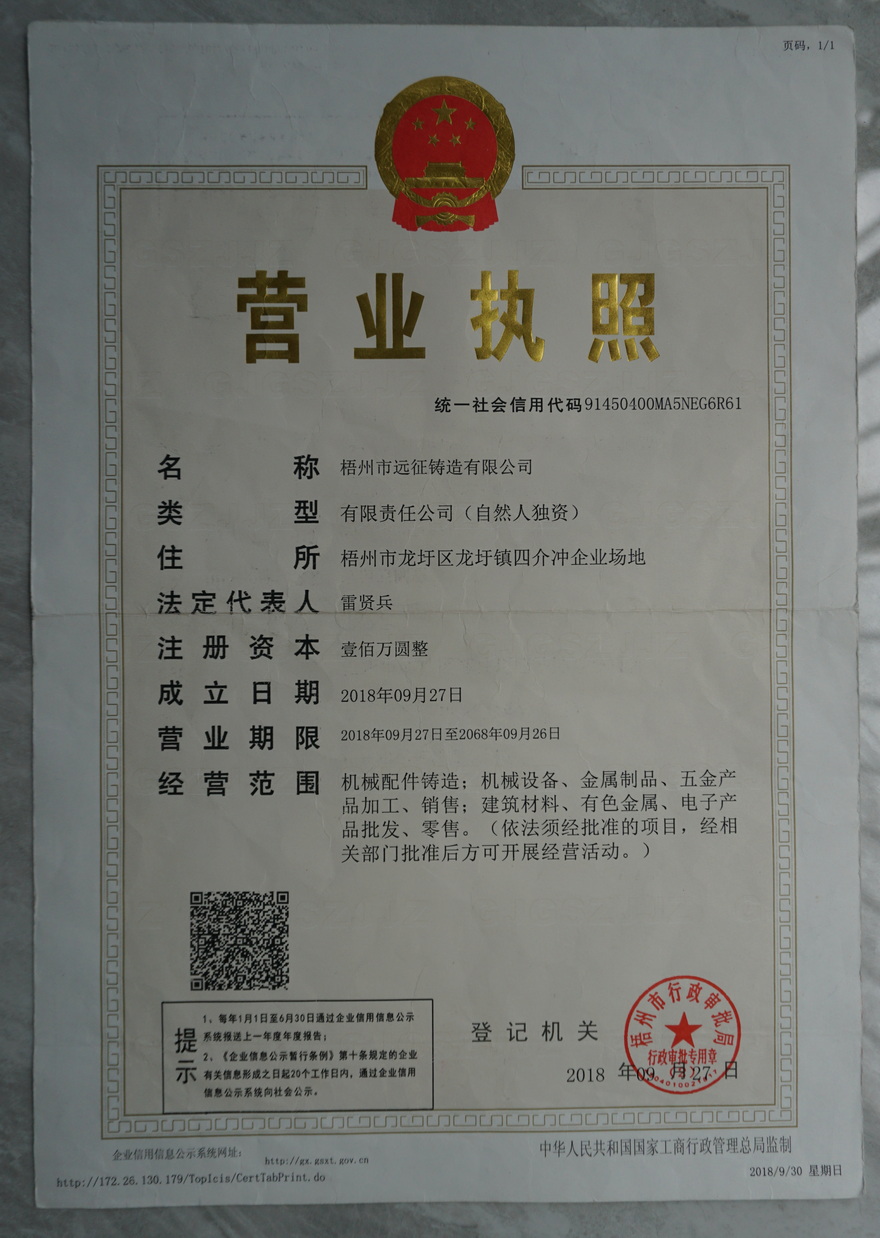 页码：1/1
营业执照
统一社会信用代码91450400MA5NEG6R61
名称 梧州市远征铸造有限公司
类型 有限责任公司（自然人独资）
住所 梧州市龙圩区龙圩镇四介冲企业场地
法定代表人 雷贤兵
注册资本 壹佰万圆整
成立日期 2018年09月27日
营业期限 2018年09月27日至2068年09月26日
经营范围 机械配件铸造；机械设备、金属制品、五金产
品加工、销售；建筑材料、有色金属、电子产
品批发、零售。（依法须经批准的项目，经相
关部门批准后方可开展经营活动。）
提示
1、每年1月1日至6月30日通过企业信用信息公示
系统报送上一年度年度报告；
2、《企业信息公示暂行条例》第十条规定的企业
有关信息形成之日起20个工作日内，通过企业信用
信息公示系统向社会公示。
登记机关
梧州市行政审批局
行政审批专用章
2018 年09 月27 日
企业信用信息公示系统网址：
http://gx.gsxt.gov.cn
中华人民共和国国家工商行政管理总局监制
http://172.26.130.179/TopIcis/CertTabPrint.do
2018/9/30 星期日